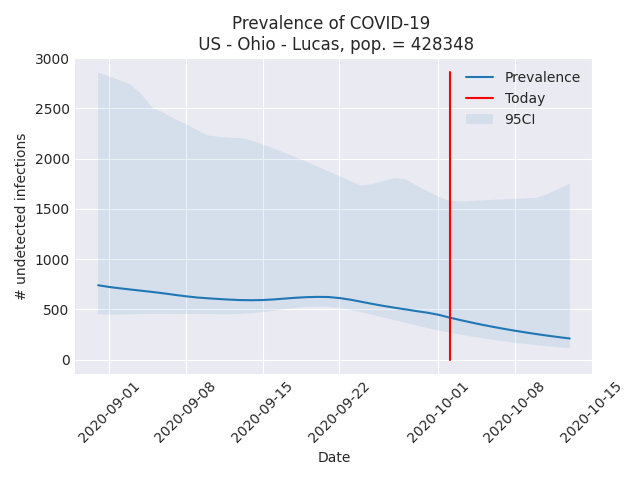 Prevalence of COVID-19
US - Ohio - Lucas, pop. = 428348
3000
2500
2000
1500
1000
500
0
# undetected infections
Prevalence
Today
95CI
2020-09-01
2020-09-08
2020-09-15
2020-09-22
2020-10-01
2020-10-08
2020-10-15
Date